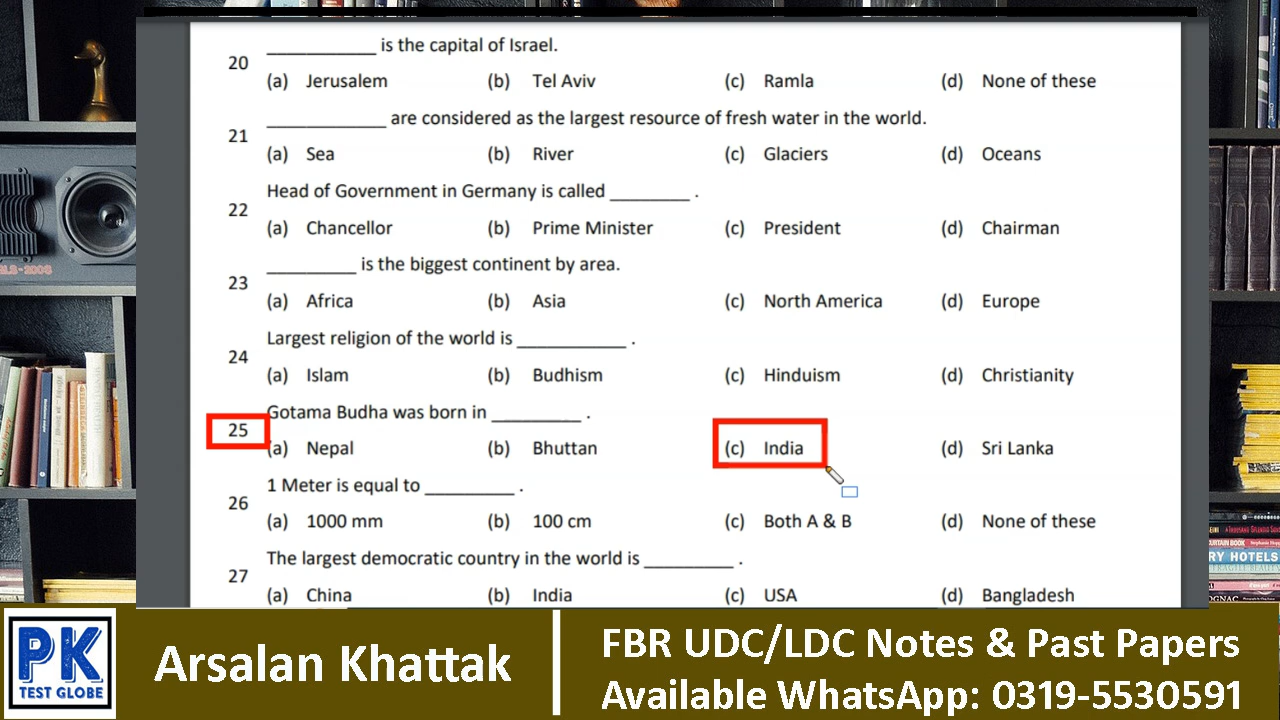 ___________ is the capital of Israel.
20
(a) Jerusalem (b) Tel Aviv (c) Ramla (d) None of these
____________ are considered as the largest resource of fresh water in the world.
21
(a) Sea (b) River (c) Glaciers (d) Oceans
Head of Government in Germany is called ________ .
22
(a) Chancellor (b) Prime Minister (c) President (d) Chairman
_________ is the biggest continent by area.
23
(a) Africa (b) Asia (c) North America (d) Europe
Largest religion of the world is ___________ .
24
(a) Islam (b) Budhism (c) Hinduism (d) Christianity
Gotama Budha was born in _________ .
25
(a) Nepal (b) Bhuttan (c) India (d) Sri Lanka
1 Meter is equal to _________ .
26
(a) 1000 mm (b) 100 cm (c) Both A & B (d) None of these
The largest democratic country in the world is _________ .
27
(a) China (b) India (c) USA (d) Bangladesh
PK
TEST GLOBE
Arsalan Khattak
FBR UDC/LDC Notes & Past Papers
Available WhatsApp: 0319-5530591